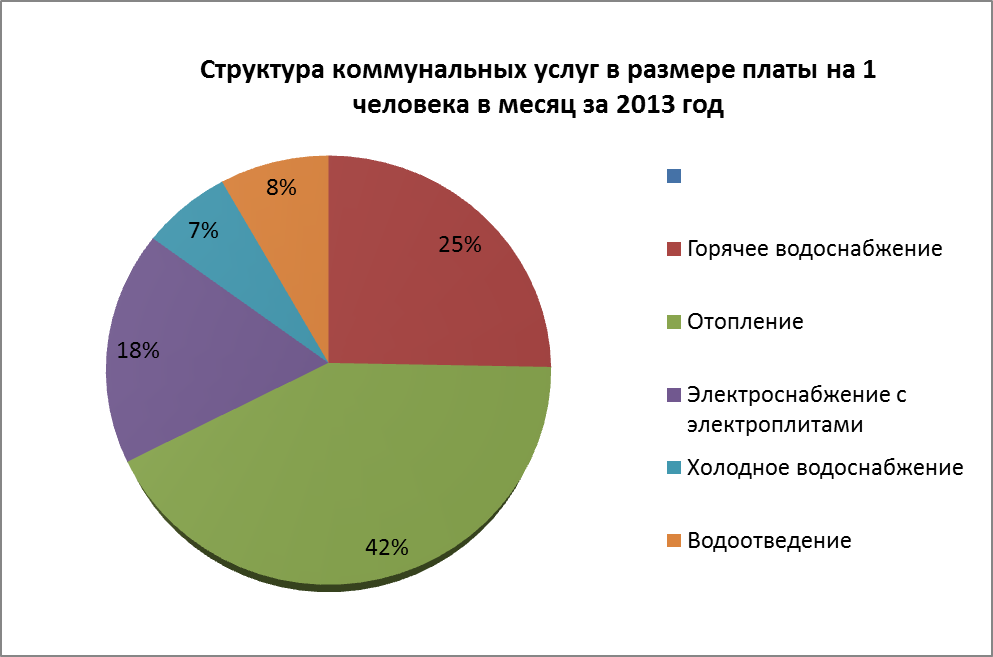 Структура коммунальных услуг в размере платы на 1
человека в месяц за 2013 год
8%
7%
25%
18%
42%
Горячее водоснабжение
Отопление
Электроснабжение с
электроплитами
Холодное водоснабжение
Водоотведение